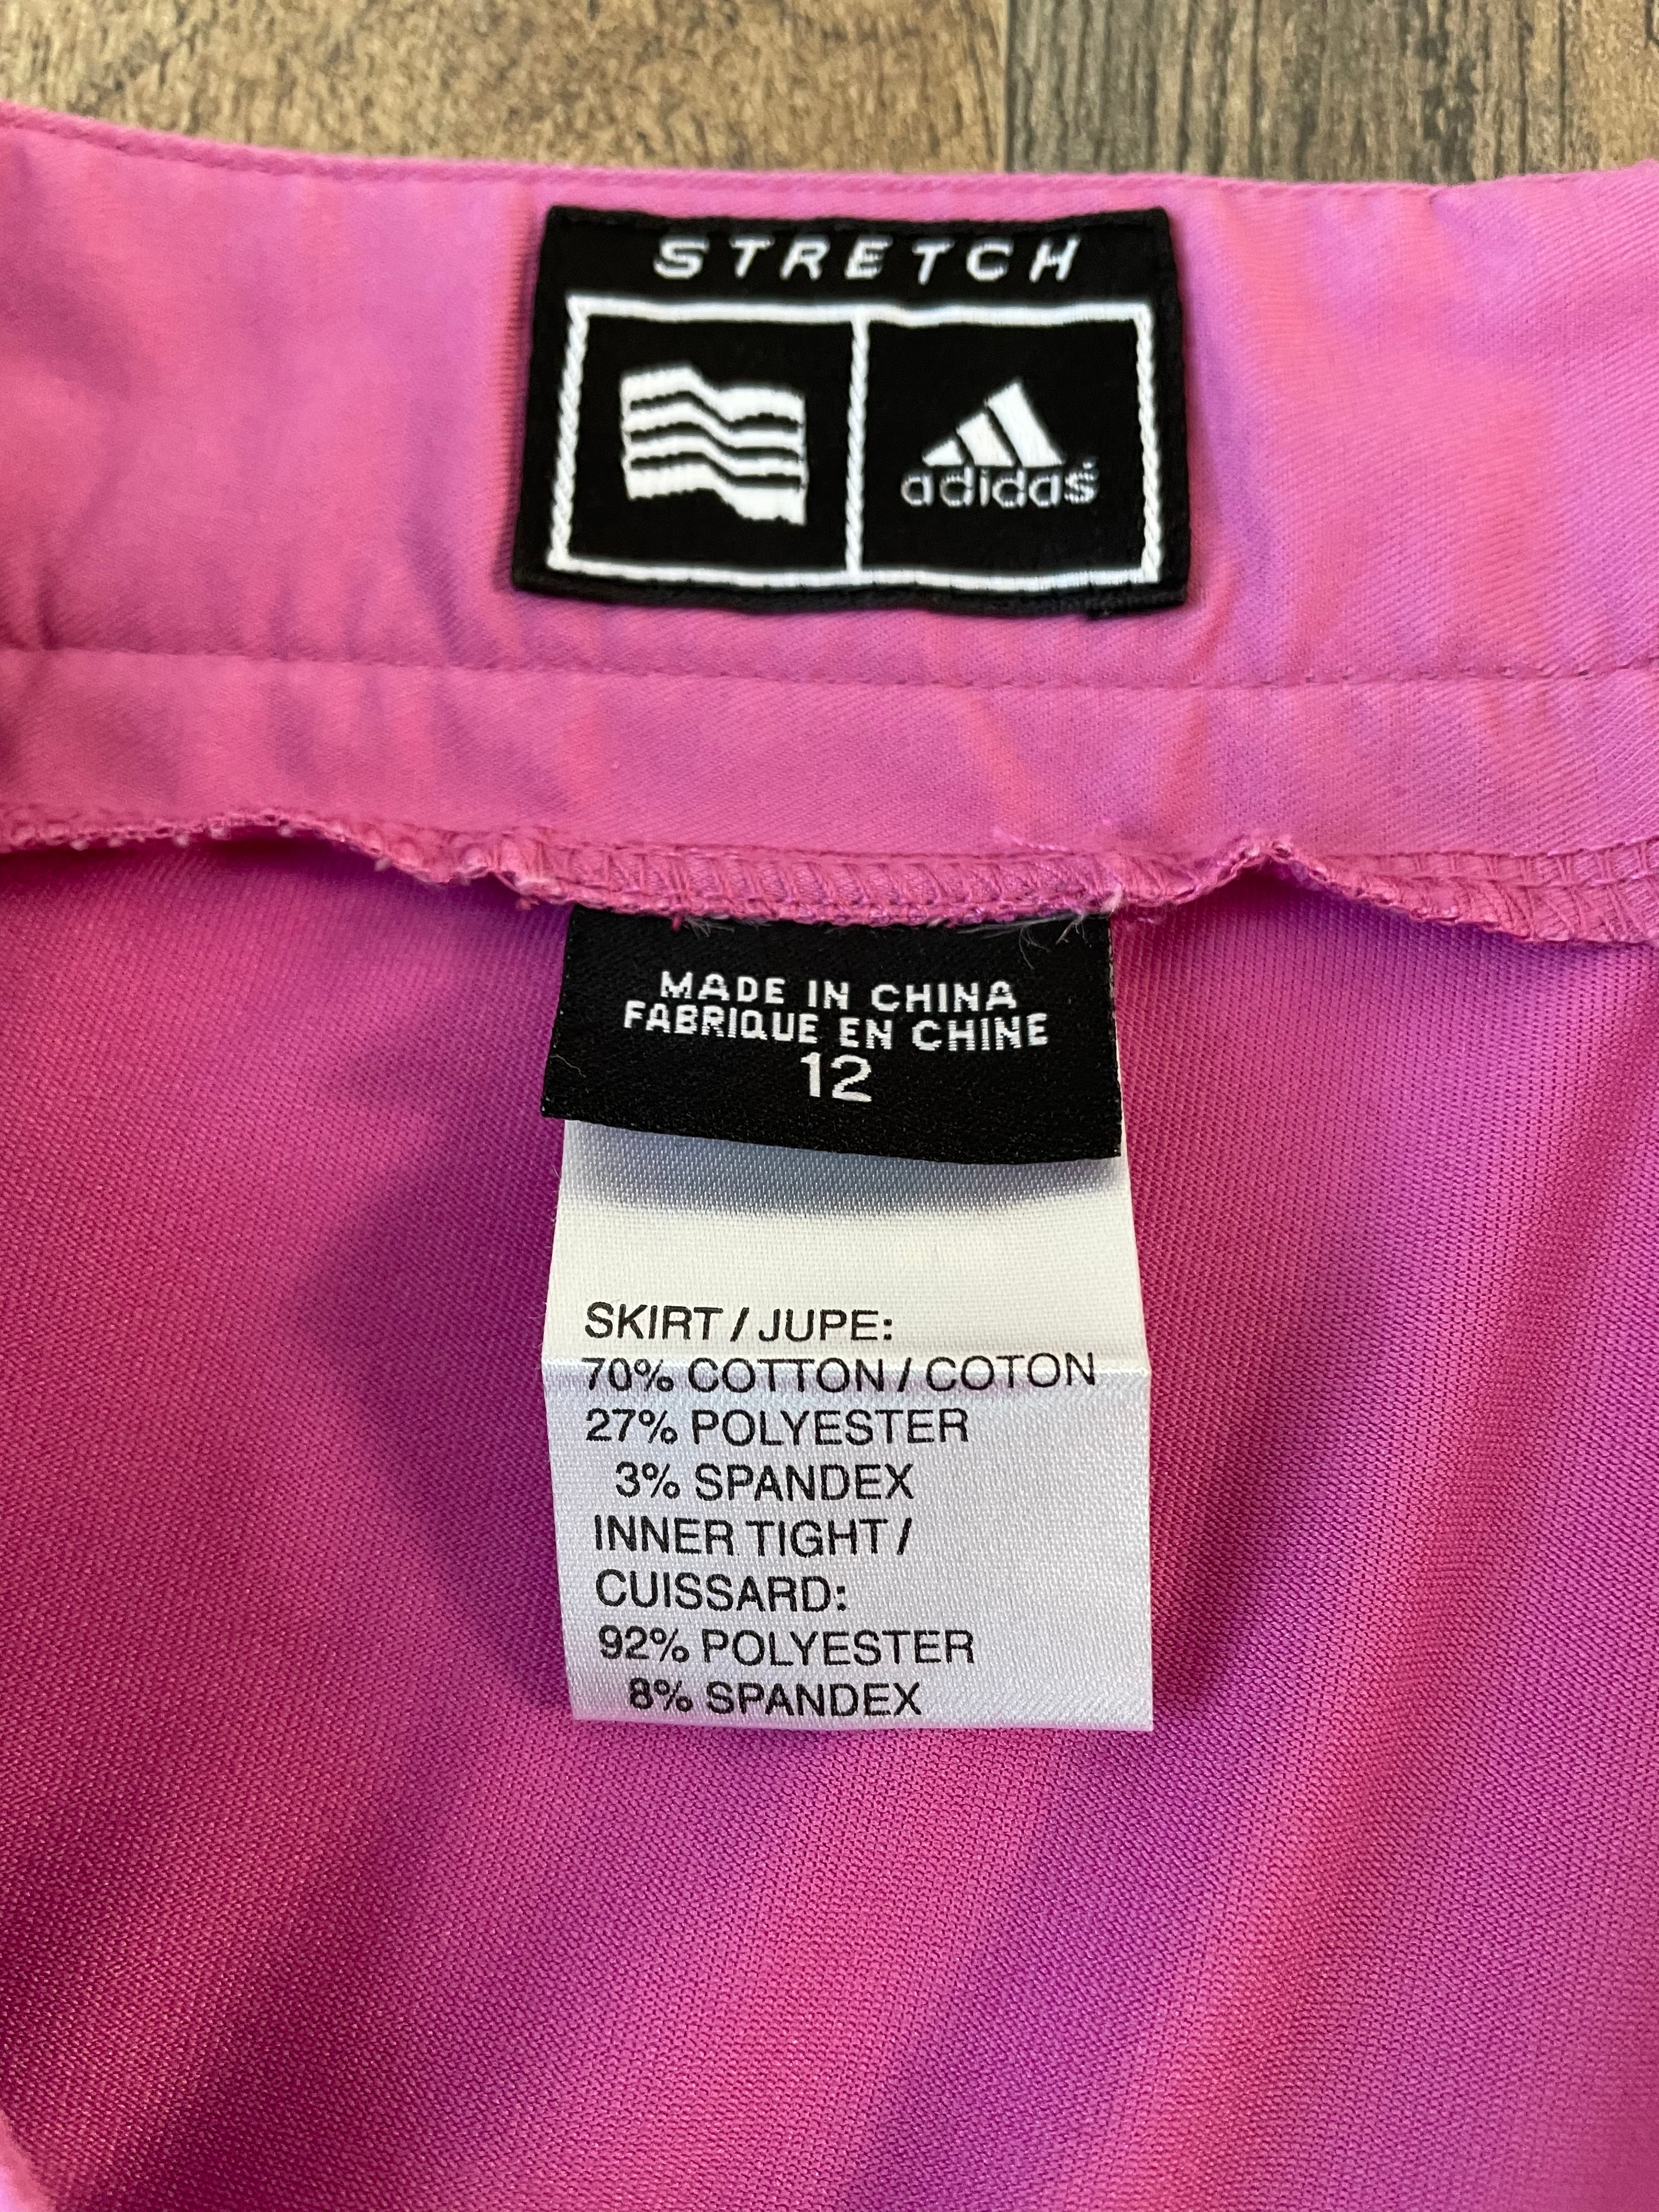 STRETCH
adidas
MADE IN CHINA
FABRIQUE EN CHINE
12
SKIRT / JUPE:
70% COTTON / COTON
27% POLYESTER
3% SPANDEX
INNER TIGHT /
CUISSARD:
92% POLYESTER
8% SPANDEX